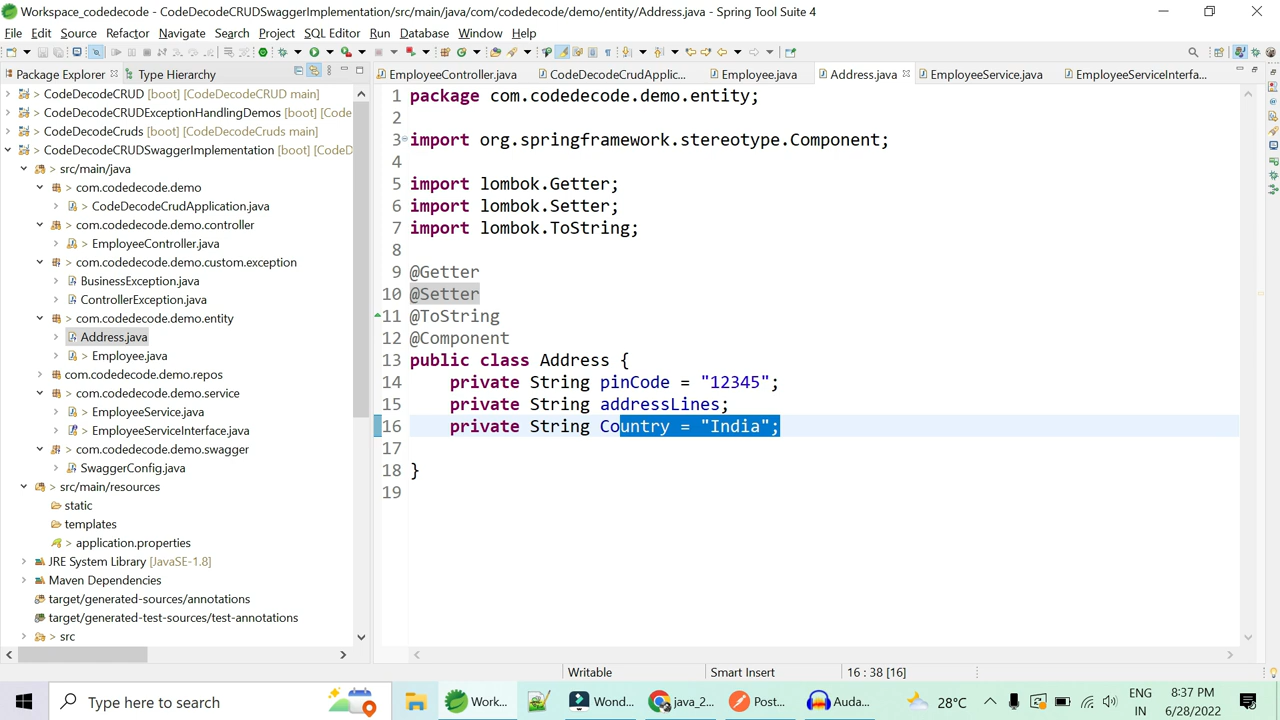 Workspace_codedecode - CodeDecodeCRUDSwaggerImplementation/src/main/java/com/codedecode/demo/entity/Address.java - Spring Tool Suite 4
File Edit Source Refactor Navigate Search Project SQL Editor Run Database Window Help
Package Explorer Type Hierarchy
EmployeeController.java CodeDecodeCrudApplic... Employee.java Address.java EmployeeService.java EmployeeServiceInterfa...
CodeDecodeCRUD [boot] [CodeDecodeCRUD main]
CodeDecodeCRUDExceptionHandlingDemos [boot] [Code
CodeDecodeCruds [boot] [CodeDecodeCruds main]
CodeDecodeCRUDSwaggerImplementation [boot] [CodeD
> src/main/java
> com.codedecode.demo
> CodeDecodeCrudApplication.java
> com.codedecode.demo.controller
> EmployeeController.java
> com.codedecode.demo.custom.exception
BusinessException.java
ControllerException.java
> com.codedecode.demo.entity
Address.java
> Employee.java
com.codedecode.demo.repos
> com.codedecode.demo.service
> EmployeeService.java
> EmployeeServiceInterface.java
> com.codedecode.demo.swagger
> SwaggerConfig.java
> src/main/resources
static
templates
> application.properties
JRE System Library [JavaSE-1.8]
Maven Dependencies
target/generated-sources/annotations
target/generated-test-sources/test-annotations
> src
1 package com.codedecode.demo.entity;
2
3 import org.springframework.stereotype.Component;
4
5 import lombok.Getter;
6 import lombok.Setter;
7 import lombok.ToString;
8
9 @Getter
10 @Setter
11 @ToString
12 @Component
13 public class Address {
14 private String pinCode = "12345";
15 private String addressLines;
16 private String Country = "India";
17
18 }
19
Writable Smart Insert 16 : 38 [16]
Type here to search
Work... Wond... java_2... Post... Auda... 28°C
ENG
IN
8:37 PM
6/28/2022